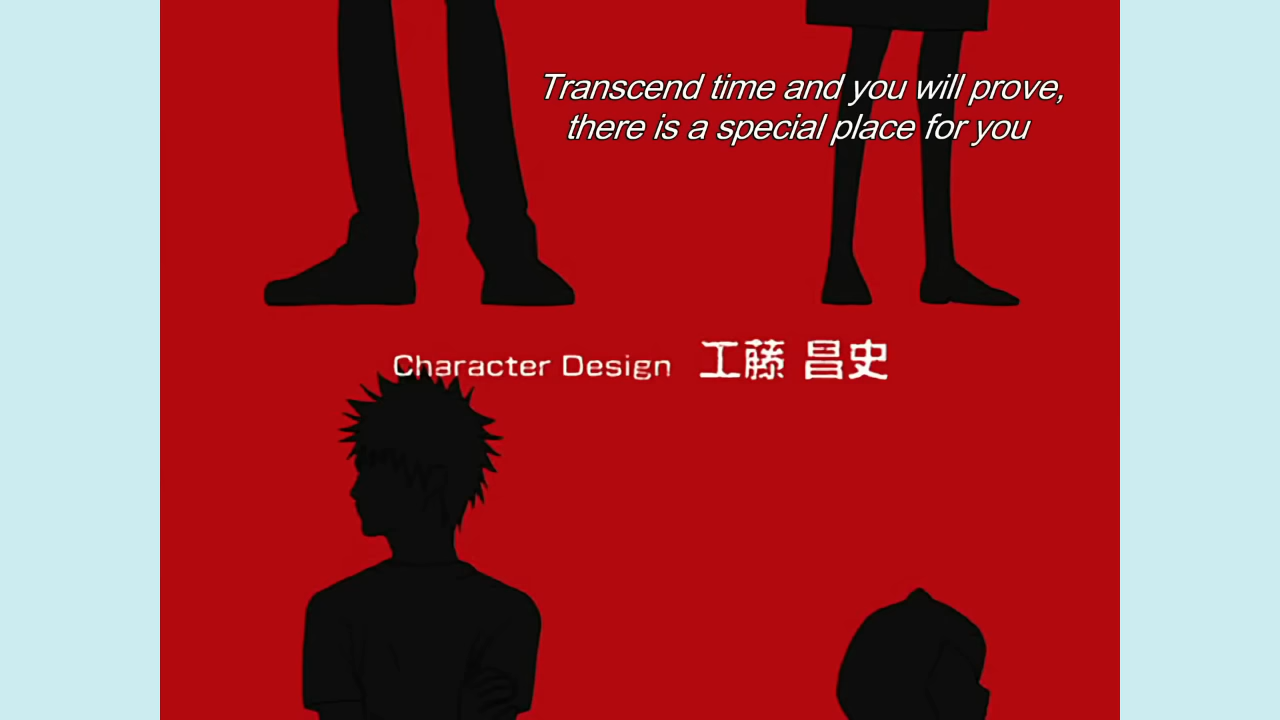 Transcend time and you will prove,
there is a special place for you
Character Design 工藤 昌史